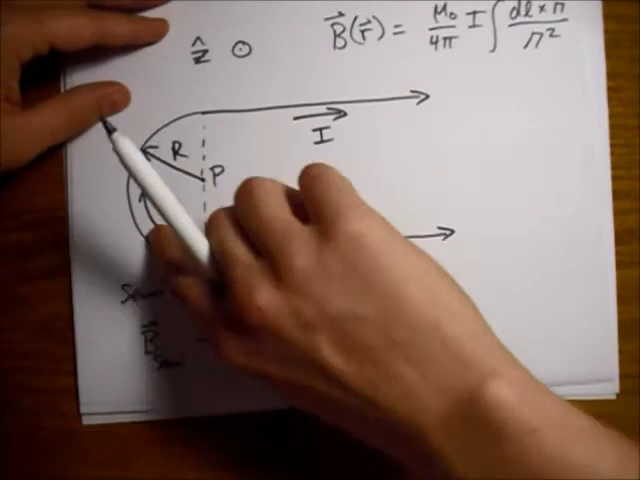 B⃗(r⃗) = μ₀/4π I ∫ dl × r̂ / r²
ẑ ⊙
I
R
P
B⃗